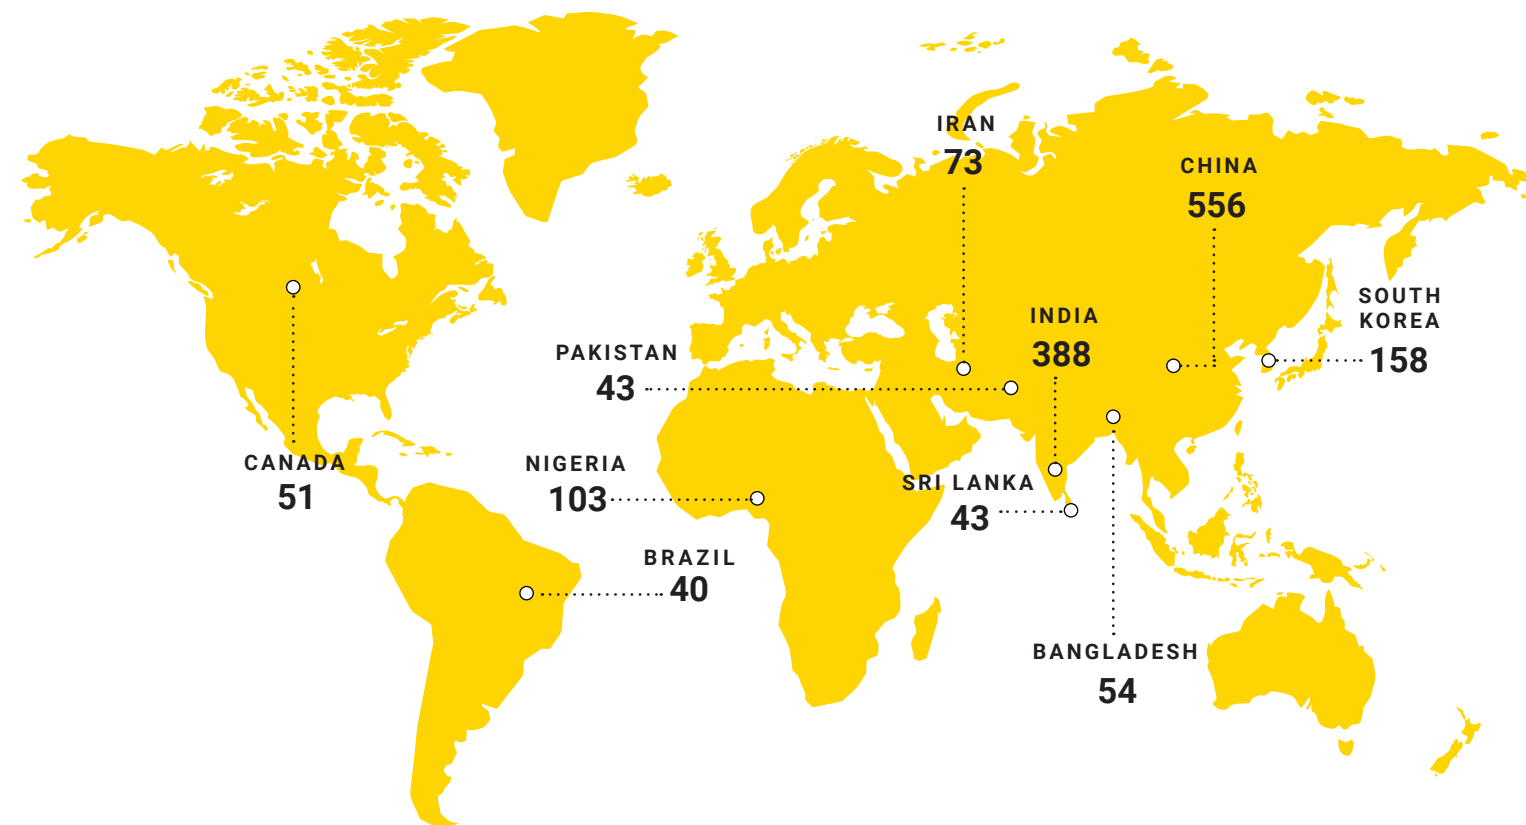 IRAN
73
CHINA
556
SOUTH
KOREA
158
INDIA
388
PAKISTAN
43
CANADA
51
NIGERIA
103
SRI LANKA
43
BRAZIL
40
BANGLADESH
54